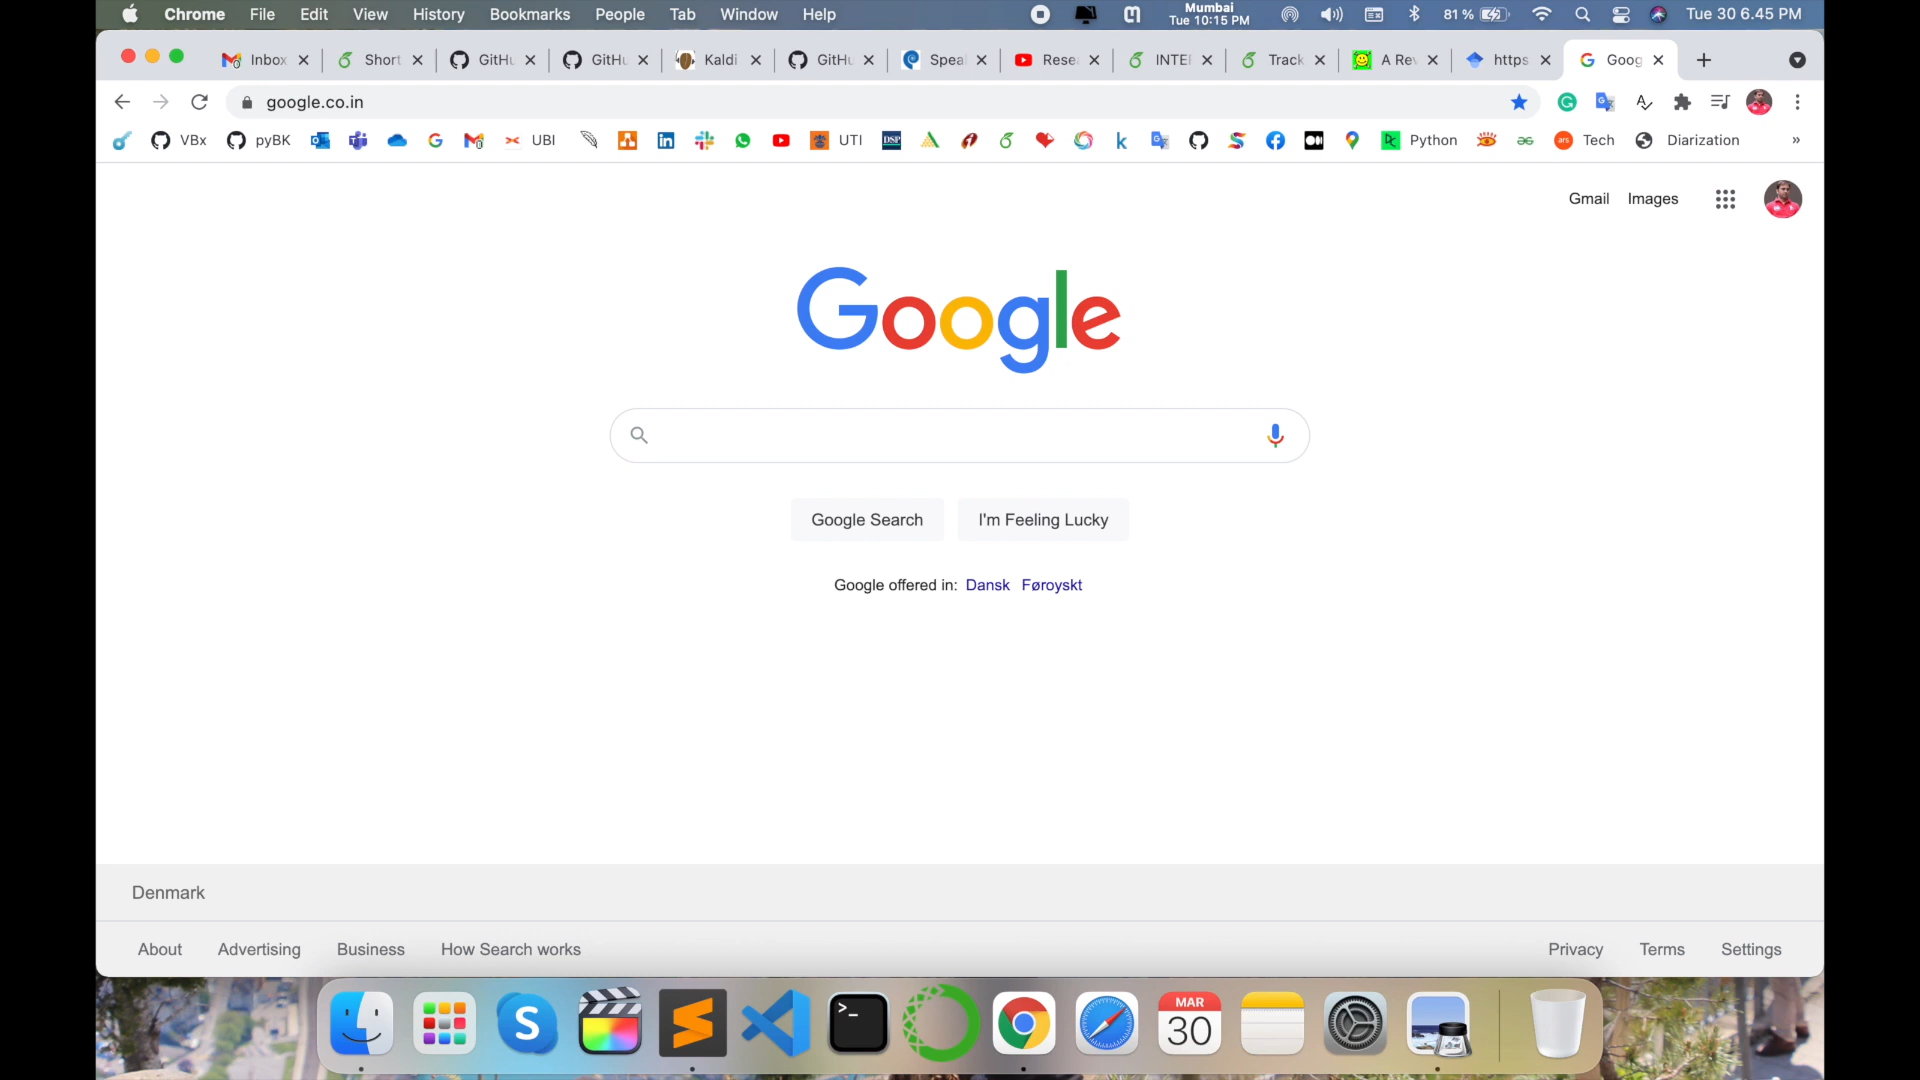 Chrome File Edit View History Bookmarks People Tab Window Help Mumbai Tue 10:15 PM 81 % Tue 30 6.45 PM
Inbox Short GitHu GitHu Kaldi GitHu Speal Rese INTEI Track A Rev https Goog
google.co.in
VBx pyBK UBI UTI DSP Python Tech Diarization »
Gmail Images
Google
Google Search I'm Feeling Lucky
Google offered in: Dansk Føroyskt
Denmark
About Advertising Business How Search works Privacy Terms Settings
MAR
30